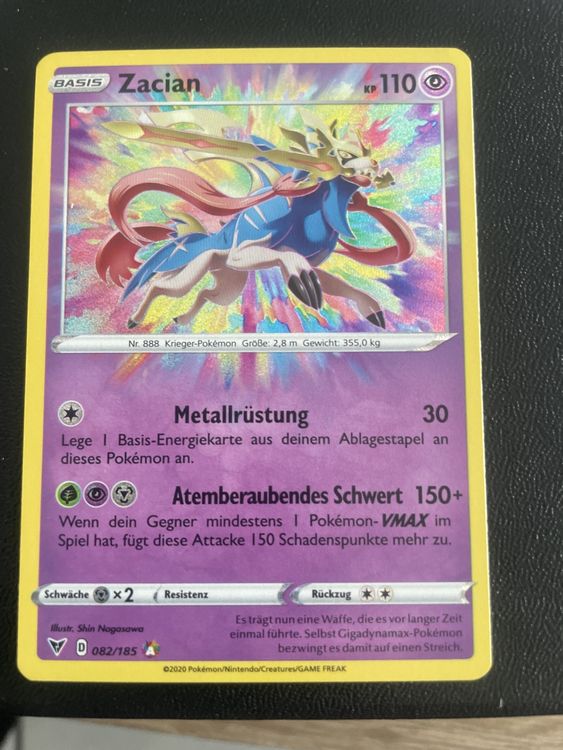 BASIS Zacian KP 110
Nr. 888 Krieger-Pokémon Größe: 2,8 m Gewicht: 355,0 kg
Metallrüstung 30
Lege 1 Basis-Energiekarte aus deinem Ablagestapel an
dieses Pokémon an.
Atemberaubendes Schwert 150+
Wenn dein Gegner mindestens 1 Pokémon-VMAX im
Spiel hat, fügt diese Attacke 150 Schadenspunkte mehr zu.
Schwäche ×2 Resistenz Rückzug
Illustr. Shin Nagasawa
Es trägt nun eine Waffe, die es vor langer Zeit
einmal führte. Selbst Gigadynamax-Pokémon
bezwingt es damit auf einen Streich.
D 082/185 A
©2020 Pokémon/Nintendo/Creatures/GAME FREAK